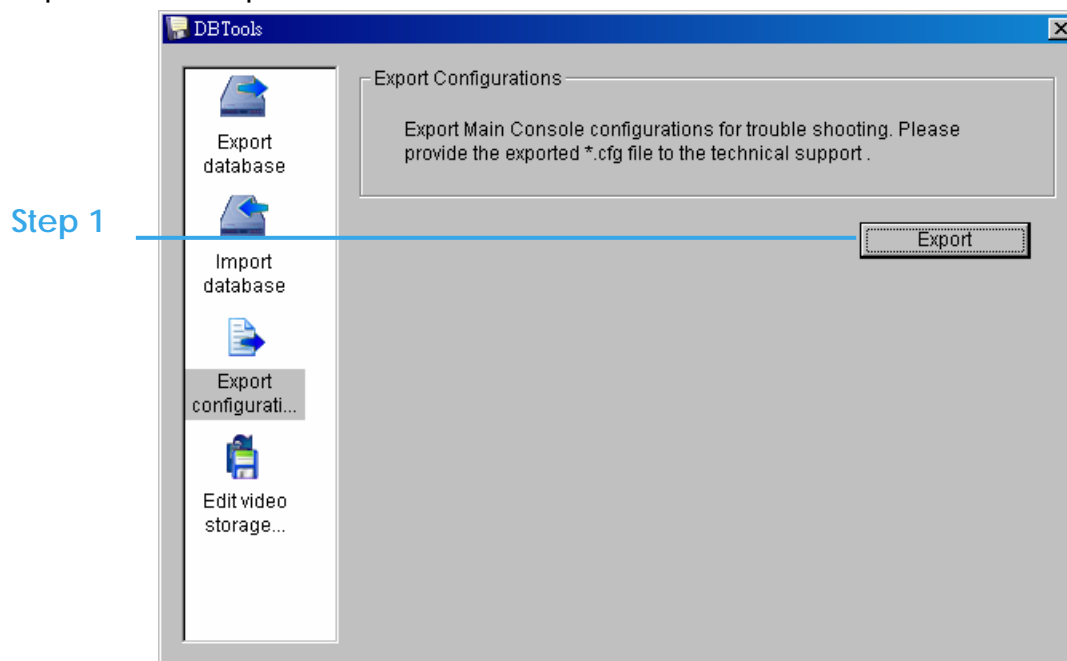 DBTools
Export
database
Import
database
Export
configurati...
Edit video
storage...
Export Configurations
Export Main Console configurations for trouble shooting. Please
provide the exported *.cfg file to the technical support .
Export
Step 1